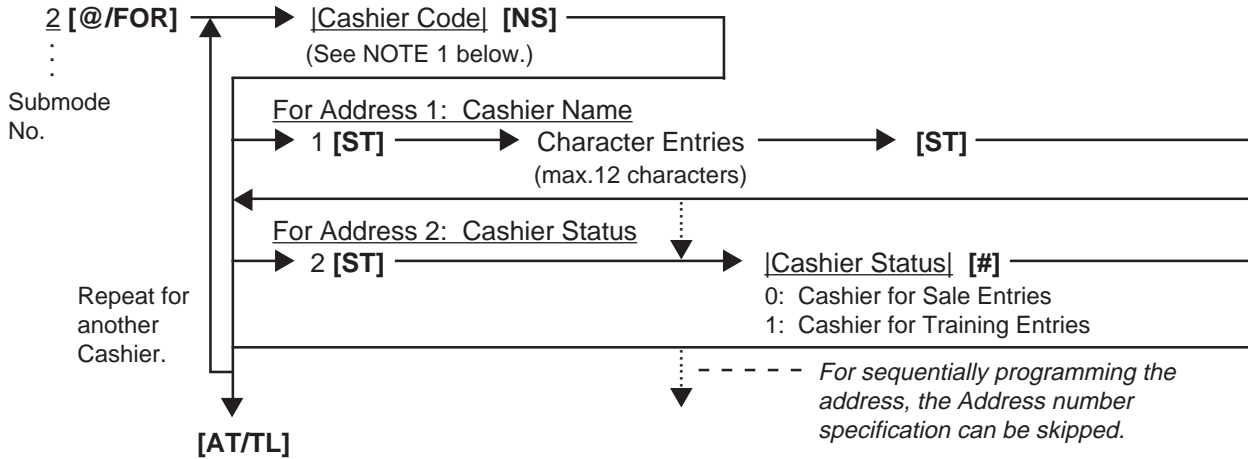 2 [@/FOR] |Cashier Code| [NS]
(See NOTE 1 below.)
:
Submode
No.
For Address 1: Cashier Name
1 [ST] Character Entries [ST]
(max.12 characters)
For Address 2: Cashier Status
2 [ST] |Cashier Status| [#]
0: Cashier for Sale Entries
1: Cashier for Training Entries
Repeat for
another
Cashier.
For sequentially programming the
address, the Address number
specification can be skipped.
[AT/TL]